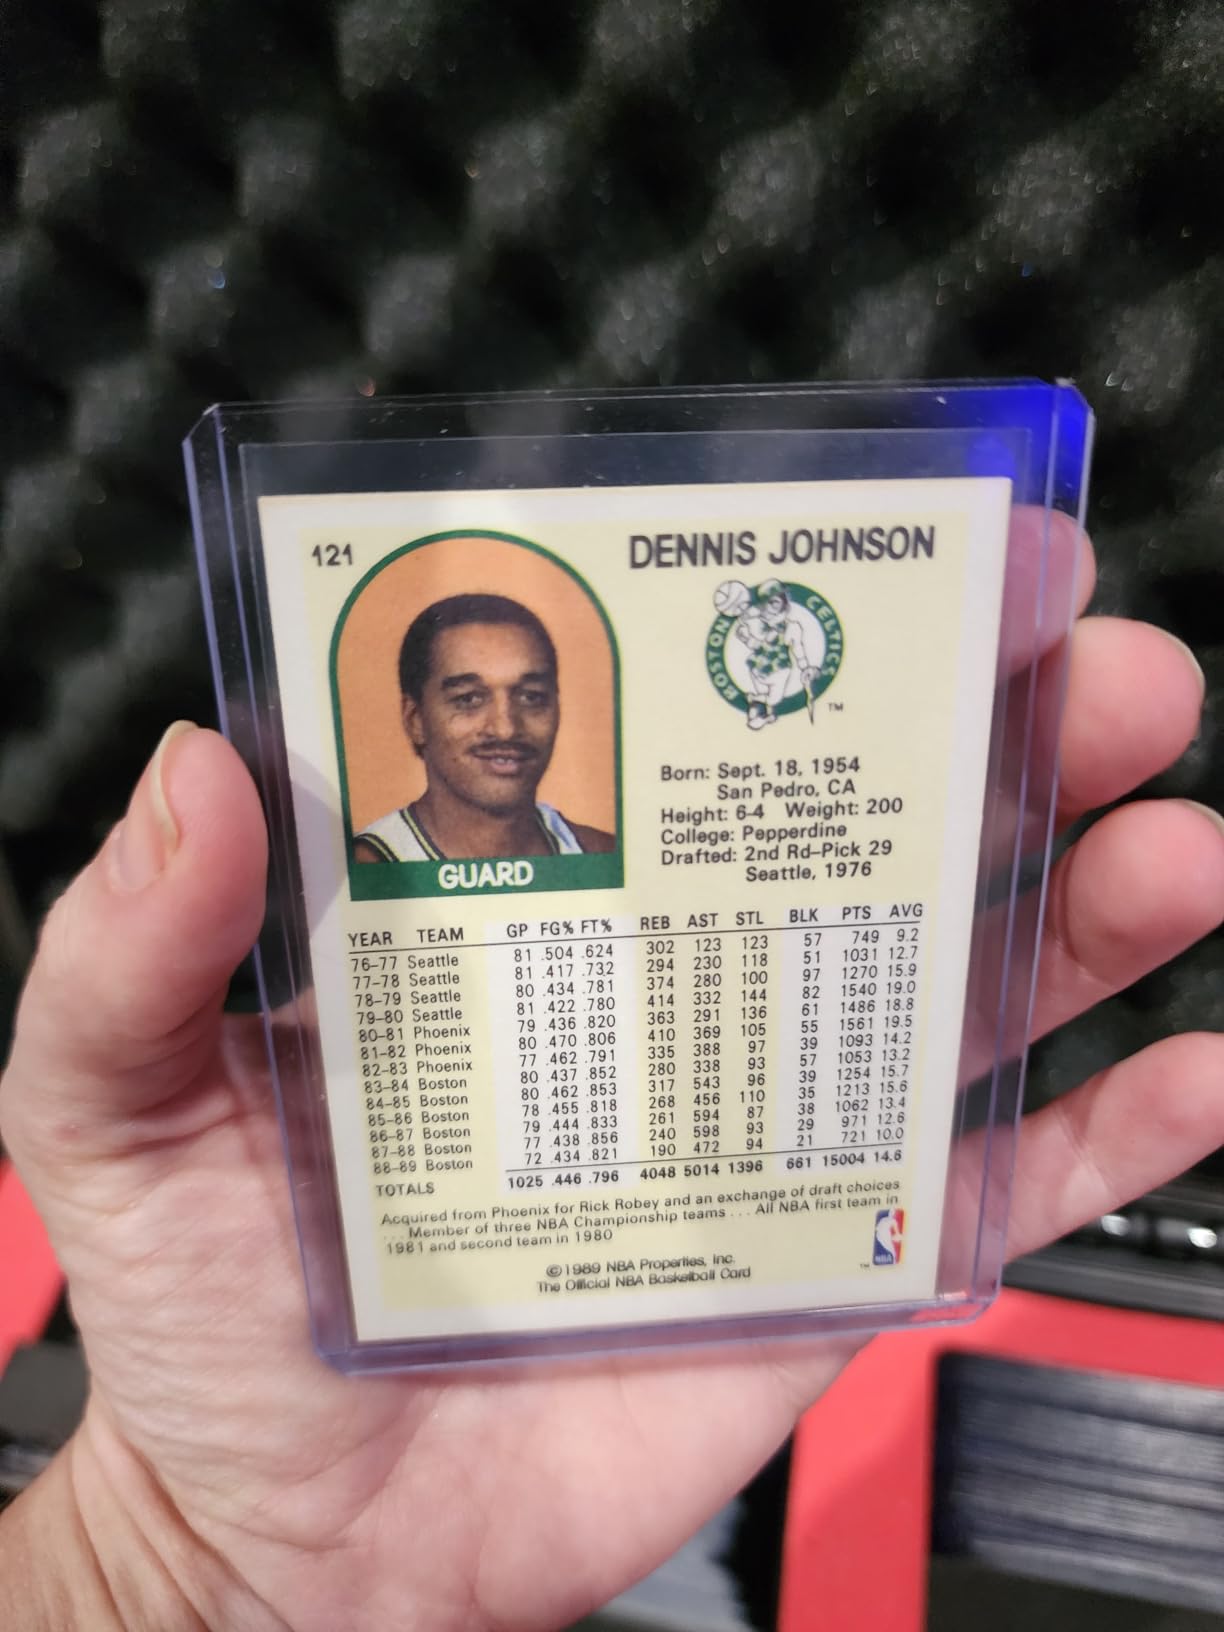 121
DENNIS JOHNSON
BOSTON CELTICS
TM
Born: Sept. 18, 1954
San Pedro, CA
Height: 6-4 Weight: 200
College: Pepperdine
Drafted: 2nd Rd-Pick 29
Seattle, 1976
GUARD
YEAR TEAM GP FG% FT% REB AST STL BLK PTS AVG
76-77 Seattle 81 .504 .624 302 123 123 57 749 9.2
77-78 Seattle 81 .417 .732 294 230 118 51 1031 12.7
78-79 Seattle 80 .434 .781 374 280 100 97 1270 15.9
79-80 Seattle 81 .422 .780 414 332 144 82 1540 19.0
80-81 Phoenix 79 .436 .820 363 291 136 61 1486 18.8
81-82 Phoenix 80 .470 .806 410 369 105 55 1561 19.5
82-83 Phoenix 77 .462 .791 335 388 97 39 1093 14.2
83-84 Boston 80 .437 .852 280 338 93 57 1053 13.2
84-85 Boston 80 .462 .853 317 543 96 39 1254 15.7
85-86 Boston 78 .455 .818 268 456 110 35 1213 15.6
86-87 Boston 79 .444 .833 261 594 87 38 1062 13.4
87-88 Boston 77 .438 .856 240 598 93 29 971 12.6
88-89 Boston 72 .434 .821 190 472 94 21 721 10.0
TOTALS 1025 .446 .796 4048 5014 1396 661 15004 14.6
Acquired from Phoenix for Rick Robey and an exchange of draft choices
. . . Member of three NBA Championship teams . . . All NBA first team in
1981 and second team in 1980
©1989 NBA Properties, Inc.
The Official NBA Basketball Card
TM
NBA